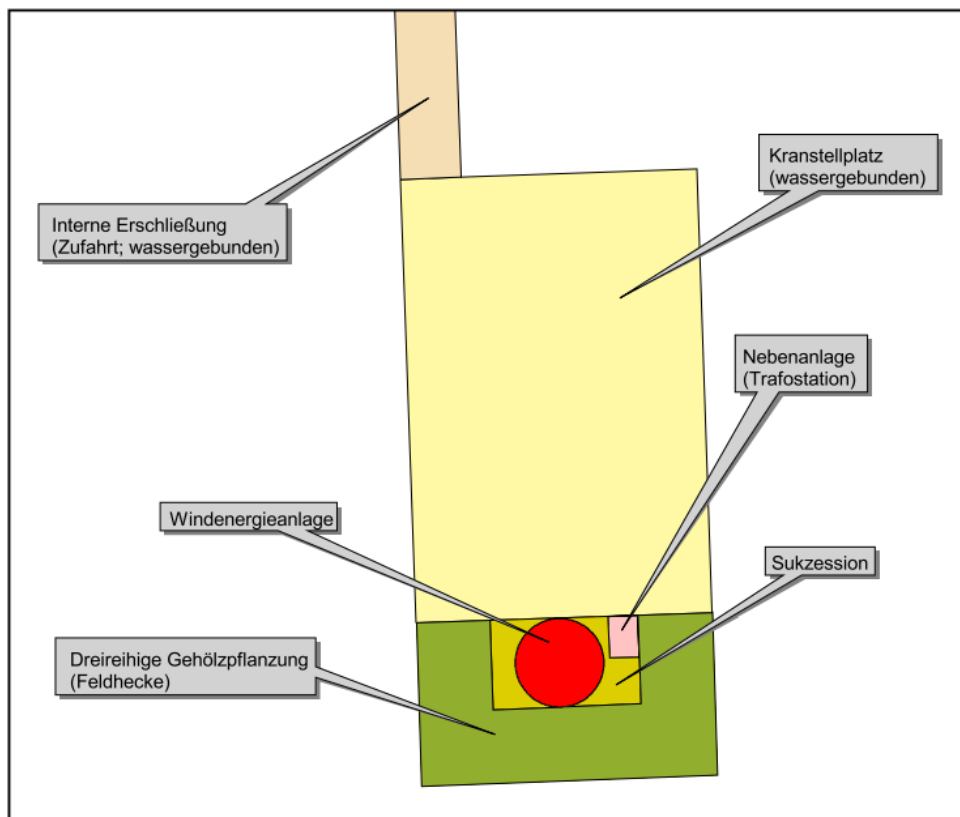 Kranstellplatz
(wassergebunden)
Interne Erschließung
(Zufahrt; wassergebunden)
Nebenanlage
(Trafostation)
Windenergieanlage
Sukzession
Dreireihige Gehölzpflanzung
(Feldhecke)